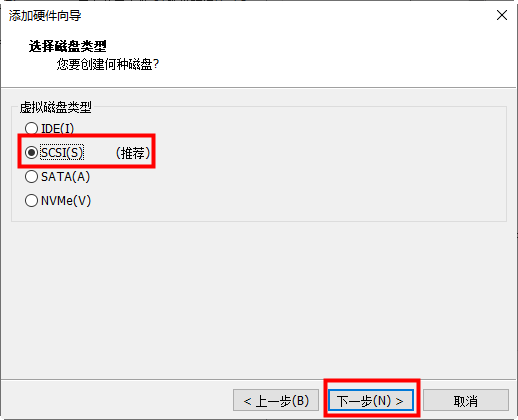 添加硬件向导
选择磁盘类型
您要创建何种磁盘?
虚拟磁盘类型
IDE(I)
SCSI(S) (推荐)
SATA(A)
NVMe(V)
< 上一步(B) 下一步(N) > 取消